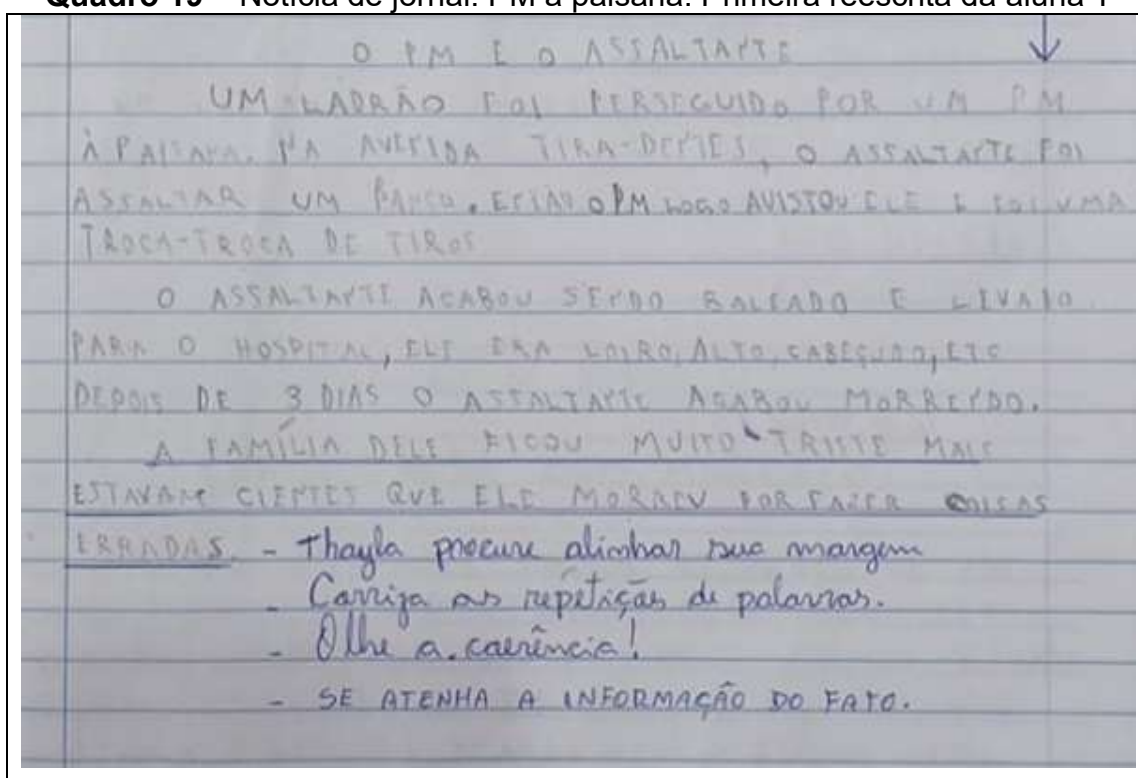 Quadro 19 – Notícia de jornal: PM à paisana. Primeira reescrita da aluna T
O PM E O ASSALTANTE
UM LADRÃO FOI PERSEGUIDO POR UM PM
À PAISANA. NA AVENIDA TIRA-DENTES, O ASSALTANTE FOI
ASSALTAR UM BANCO. ENTÃO O PM LOGO AVISTOU ELE E FOI UMA
TROCA-TROCA DE TIROS
O ASSALTANTE ACABOU SENDO BALEADO E LEVADO
PARA O HOSPITAL, ELE ERA LOIRO, ALTO, CABEÇUDO, ETC
DEPOIS DE 3 DIAS O ASSALTANTE ACABOU MORRENDO.
A FAMÍLIA DELE FICOU MUITO TRISTE MAIS
ESTAVAM CIENTES QUE ELE MORREU POR FAZER COISAS
ERRADAS. - Thayla procure alinhar sua margem
- Corrija as repetições de palavras.
- Olhe a coerência!
- SE ATENHA A INFORMAÇÃO DO FATO.